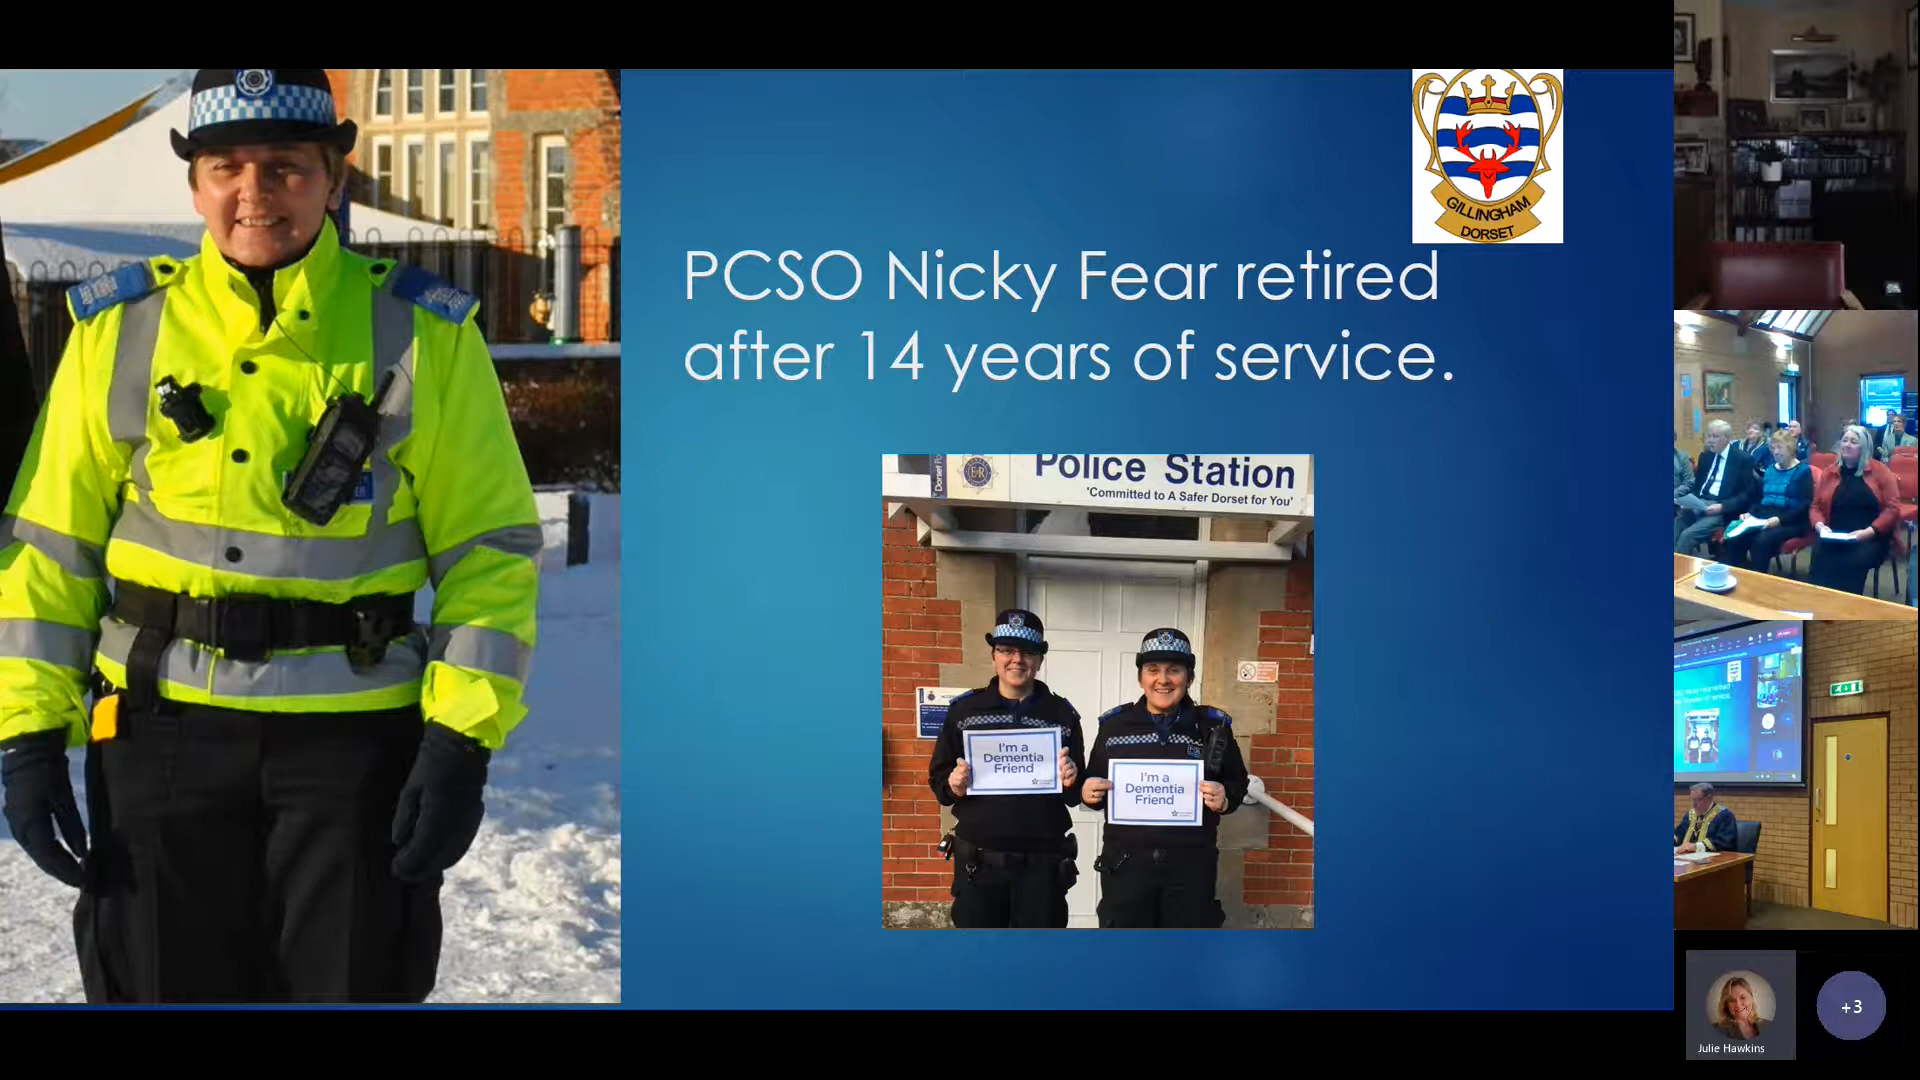 GILLINGHAM
DORSET
PCSO Nicky Fear retired
after 14 years of service.
Police Station
'Committed to A Safer Dorset for You'
I'm a
Dementia
Friend
I'm a
Dementia
Friend
Julie Hawkins
+3